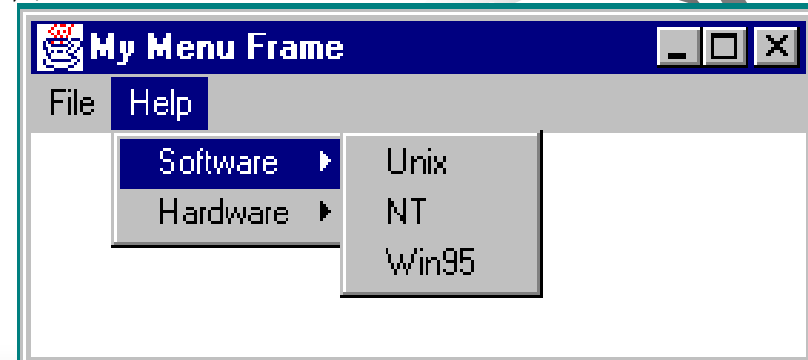 My Menu Frame
File Help
Software
Hardware
Unix
NT
Win95